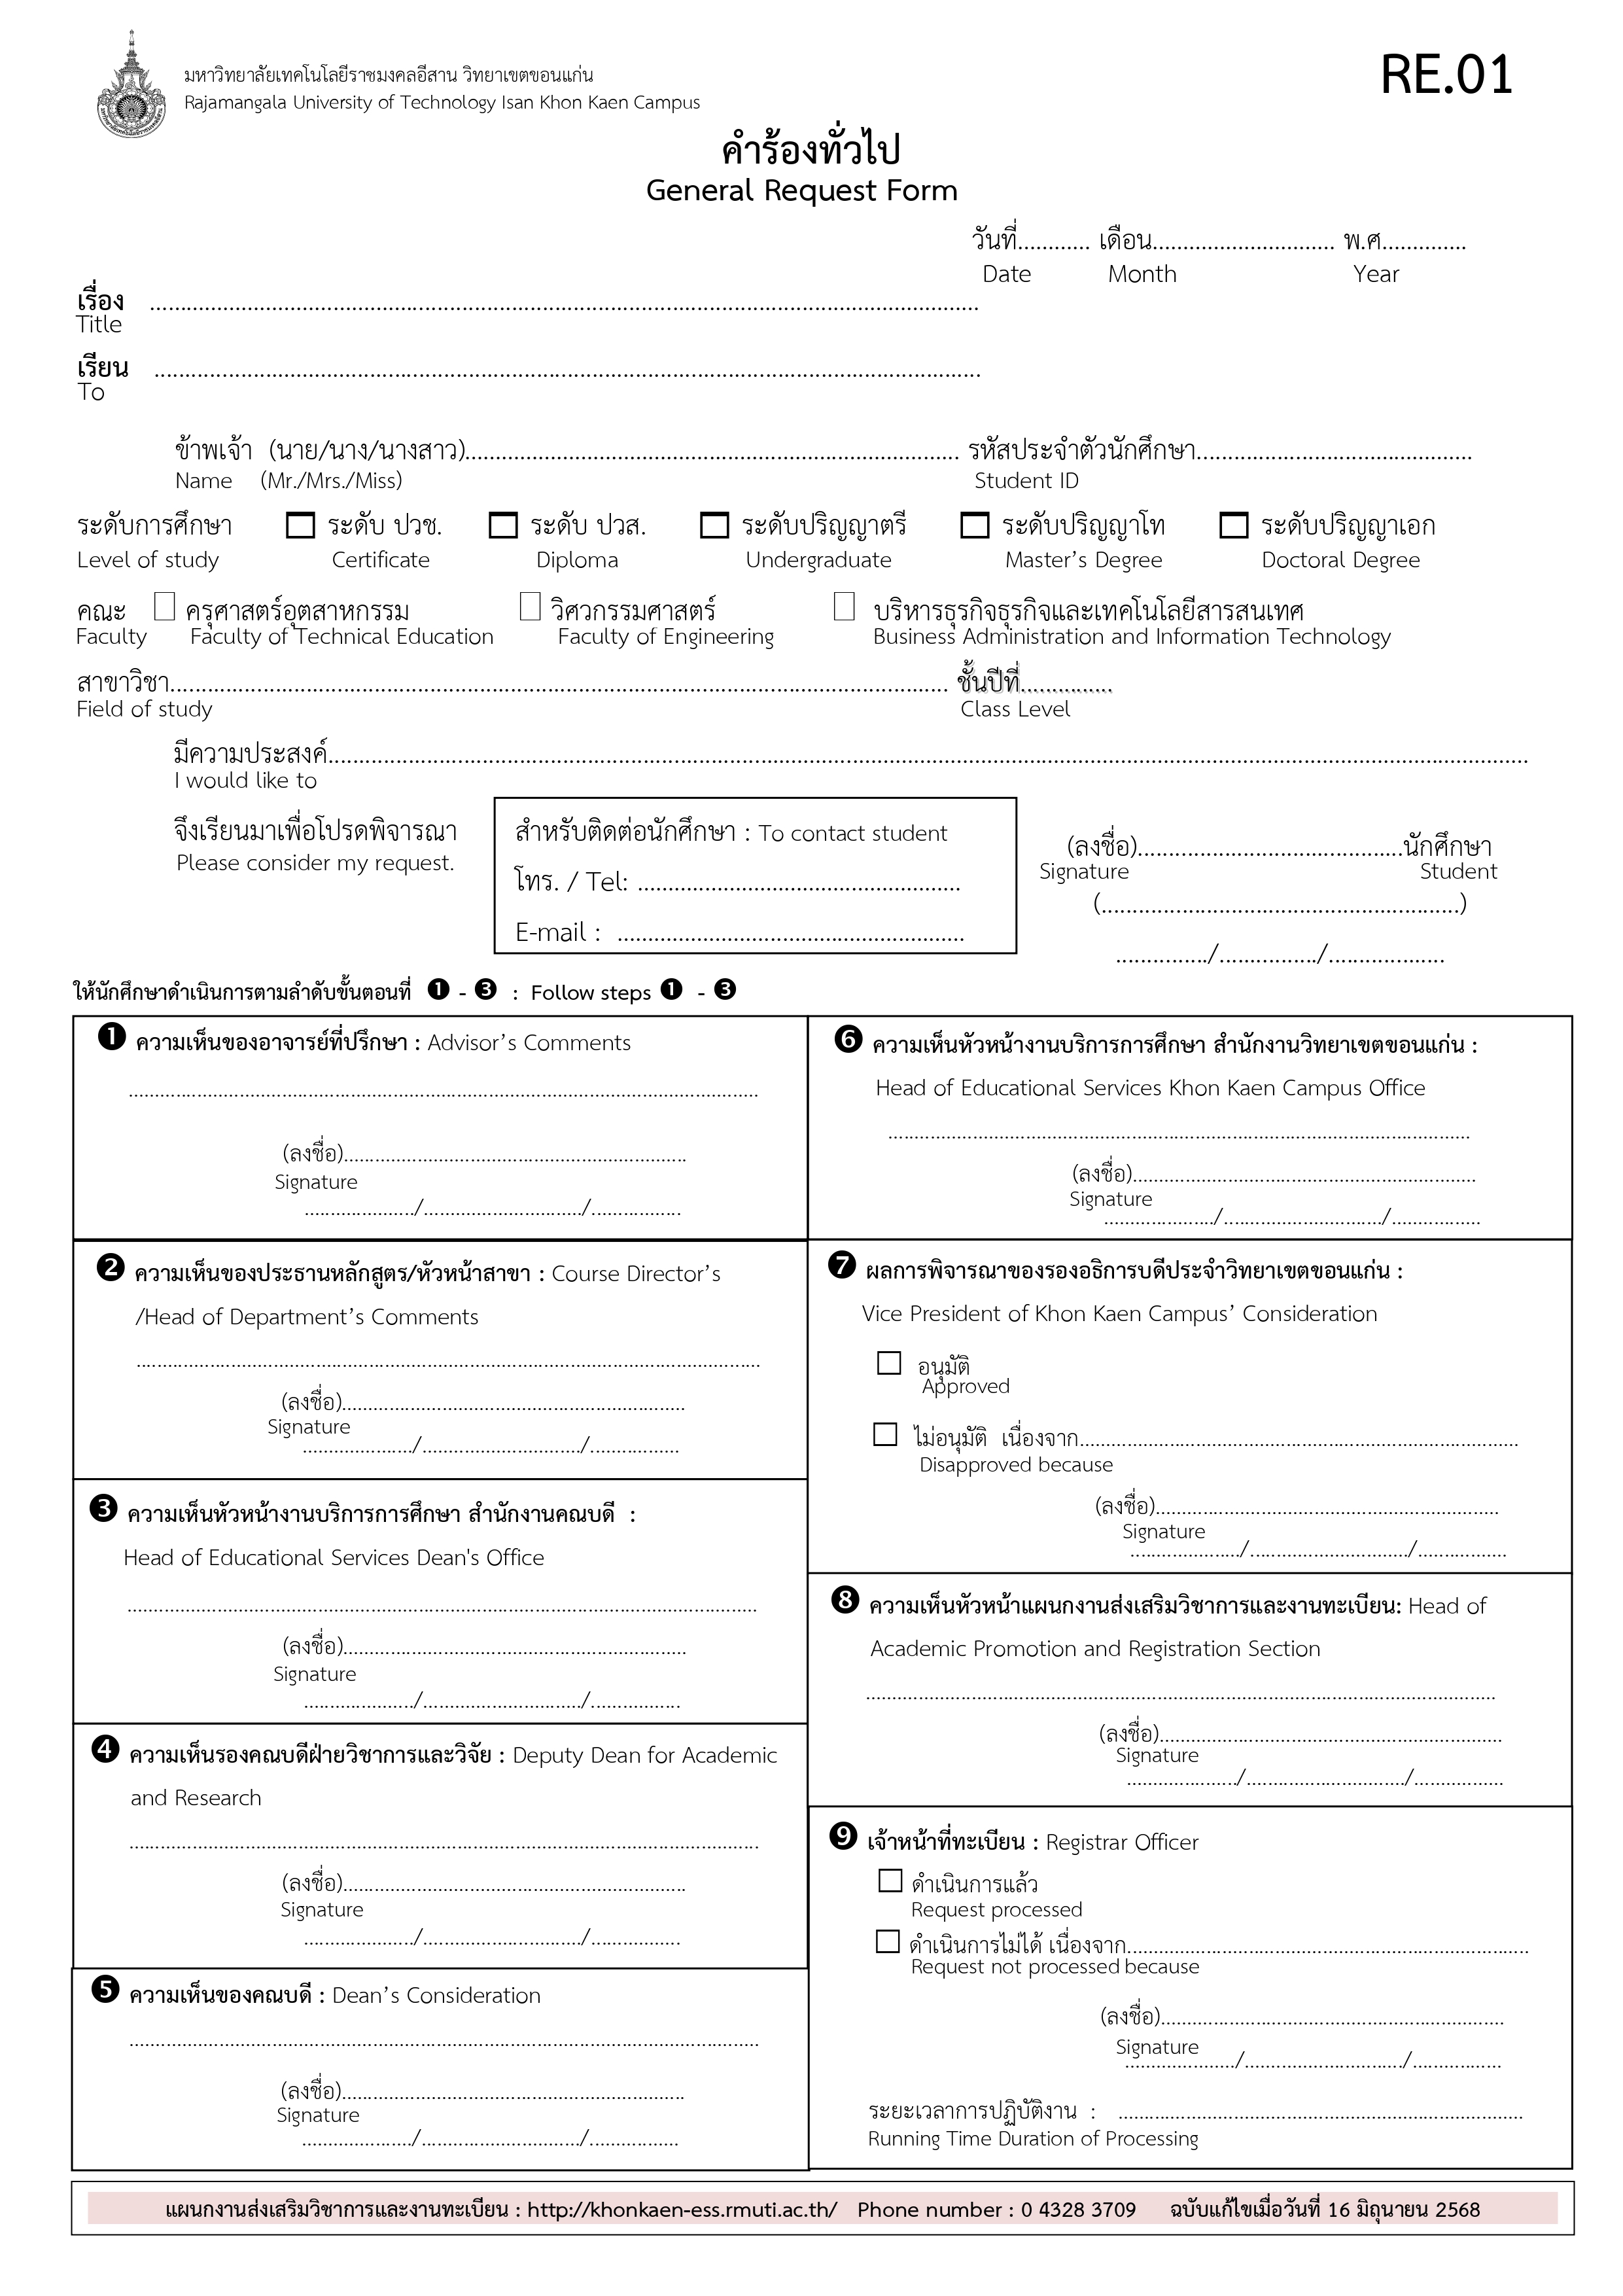 มหาวิทยาลัยเทคโนโลยีราชมงคลอีสาน วิทยาเขตขอนแก่น
Rajamangala University of Technology Isan Khon Kaen Campus
RE.01
คำร้องทั่วไป
General Request Form
วันที่............ เดือน.............................. พ.ศ..............
Date Month Year
เรื่อง ........................................................................................................................................
Title
เรียน ........................................................................................................................................
To
ข้าพเจ้า (นาย/นาง/นางสาว)................................................................................. รหัสประจำตัวนักศึกษา.............................................
Name (Mr./Mrs./Miss) Student ID
ระดับการศึกษา ☐ ระดับ ปวช. ☐ ระดับ ปวส. ☐ ระดับปริญญาตรี ☐ ระดับปริญญาโท ☐ ระดับปริญญาเอก
Level of study Certificate Diploma Undergraduate Master’s Degree Doctoral Degree
คณะ ☐ ครุศาสตร์อุตสาหกรรม ☐ วิศวกรรมศาสตร์ ☐ บริหารธุรกิจธุรกิจและเทคโนโลยีสารสนเทศ
Faculty Faculty of Technical Education Faculty of Engineering Business Administration and Information Technology
สาขาวิชา................................................................................................................................ ชั้นปีที่...............
Field of study Class Level
มีความประสงค์....................................................................................................................................................................................................
I would like to
จึงเรียนมาเพื่อโปรดพิจารณา
Please consider my request.
สำหรับติดต่อนักศึกษา : To contact student
โทร. / Tel: .....................................................
E-mail : .........................................................
(ลงชื่อ)............................................นักศึกษา
Signature Student
(...........................................................)
.............../................/...................
ให้นักศึกษาดำเนินการตามลำดับขั้นตอนที่ ❶ - ❸ : Follow steps ❶ - ❸
❶ ความเห็นของอาจารย์ที่ปรึกษา : Advisor’s Comments
........................................................................................................................
(ลงชื่อ).................................................................
Signature
...................../............................../.................
❷ ความเห็นของประธานหลักสูตร/หัวหน้าสาขา : Course Director’s
/Head of Department’s Comments
.......................................................................................................................
(ลงชื่อ).................................................................
Signature
...................../............................../.................
❸ ความเห็นหัวหน้างานบริการการศึกษา สำนักงานคณบดี :
Head of Educational Services Dean's Office
........................................................................................................................
(ลงชื่อ).................................................................
Signature
...................../............................../.................
❹ ความเห็นรองคณบดีฝ่ายวิชาการและวิจัย : Deputy Dean for Academic
and Research
........................................................................................................................
(ลงชื่อ).................................................................
Signature
...................../............................../.................
❺ ความเห็นของคณบดี : Dean’s Consideration
........................................................................................................................
(ลงชื่อ).................................................................
Signature
...................../............................../.................
❻ ความเห็นหัวหน้างานบริการการศึกษา สำนักงานวิทยาเขตขอนแก่น :
Head of Educational Services Khon Kaen Campus Office
...............................................................................................................
(ลงชื่อ).................................................................
Signature
...................../............................../.................
❼ ผลการพิจารณาของรองอธิการบดีประจำวิทยาเขตขอนแก่น :
Vice President of Khon Kaen Campus’ Consideration
☐ อนุมัติ
Approved
☐ ไม่อนุมัติ เนื่องจาก....................................................................................
Disapproved because
(ลงชื่อ).................................................................
Signature
...................../............................../.................
❽ ความเห็นหัวหน้าแผนกงานส่งเสริมวิชาการและงานทะเบียน: Head of
Academic Promotion and Registration Section
........................................................................................................................
(ลงชื่อ).................................................................
Signature
...................../............................../.................
❾ เจ้าหน้าที่ทะเบียน : Registrar Officer
☐ ดำเนินการแล้ว
Request processed
☐ ดำเนินการไม่ได้ เนื่องจาก.............................................................................
Request not processed because
(ลงชื่อ).................................................................
Signature
...................../............................../.................
ระยะเวลาการปฏิบัติงาน : .............................................................................
Running Time Duration of Processing
แผนกงานส่งเสริมวิชาการและงานทะเบียน : http://khonkaen-ess.rmuti.ac.th/ Phone number : 0 4328 3709 ฉบับแก้ไขเมื่อวันที่ 16 มิถุนายน 2568